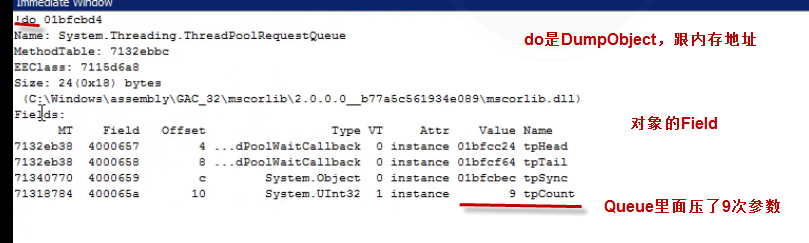 Immediate Window
!do 01bfcbd4
Name: System.Threading.ThreadPoolRequestQueue
MethodTable: 7132ebbc
EEClass: 7115d6a8
Size: 24(0x18) bytes
(C:\Windows\assembly\GAC_32\mscorlib\2.0.0.0__b77a5c561934e089\mscorlib.dll)
Fields:
MT Field Offset Type VT Attr Value Name
7132eb38 4000657 4 ...dPoolWaitCallback 0 instance 01bfcc24 tpHead
7132eb38 4000658 8 ...dPoolWaitCallback 0 instance 01bfcf64 tpTail
71340770 4000659 c System.Object 0 instance 01bfcbec tpSync
71318784 400065a 10 System.UInt32 1 instance 9 tpCount
do是DumpObject，跟内存地址
对象的Field
Queue里面压了9次参数